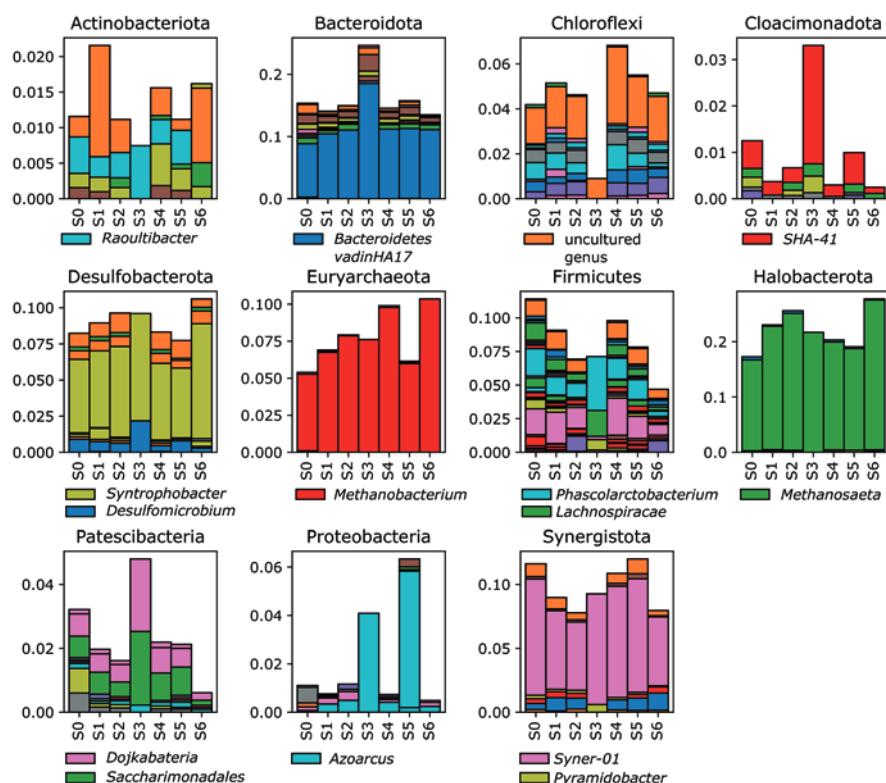 Actinobacteriota
Bacteroidota
Chloroflexi
Cloacimonadota
0.020
0.015
0.010
0.005
0.000
0.2
0.1
0.0
0.06
0.04
0.02
0.00
0.03
0.02
0.01
0.00
S0 S1 S2 S3 S4 S5 S6
S0 S1 S2 S3 S4 S5 S6
S0 S1 S2 S3 S4 S5 S6
S0 S1 S2 S3 S4 S5 S6
Raoultibacter
Bacteroidetes
vadinHA17
uncultured
genus
SHA-41
Desulfobacterota
Euryarchaeota
Firmicutes
Halobacterota
0.100
0.075
0.050
0.025
0.000
0.100
0.075
0.050
0.025
0.000
0.100
0.075
0.050
0.025
0.000
0.2
0.1
0.0
S0 S1 S2 S3 S4 S5 S6
S0 S1 S2 S3 S4 S5 S6
S0 S1 S2 S3 S4 S5 S6
S0 S1 S2 S3 S4 S5 S6
Syntrophobacter
Desulfomicrobium
Methanobacterium
Phascolarctobacterium
Lachnospiracae
Methanosaeta
Patescibacteria
Proteobacteria
Synergistota
0.04
0.02
0.00
0.06
0.04
0.02
0.00
0.10
0.05
0.00
S0 S1 S2 S3 S4 S5 S6
S0 S1 S2 S3 S4 S5 S6
S0 S1 S2 S3 S4 S5 S6
Dojkabateria
Saccharimonadales
Azoarcus
Syner-01
Pyramidobacter